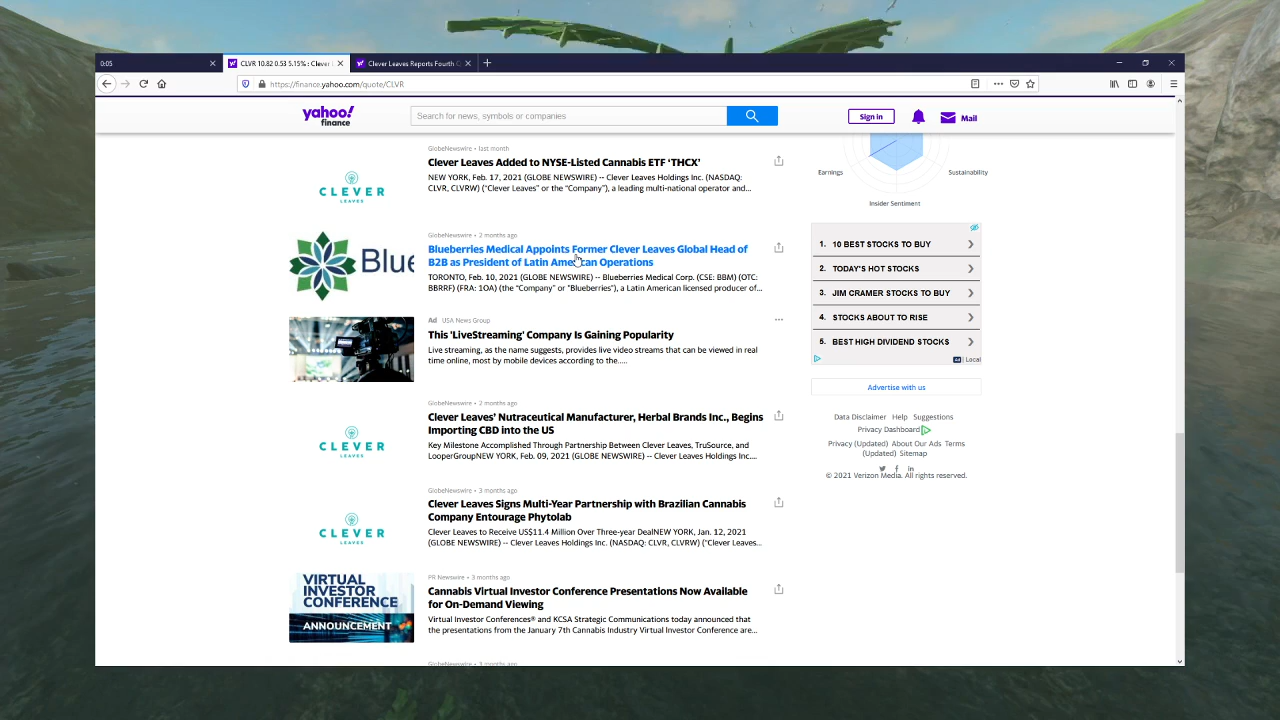 0:05
CLVR 10.82 0.53 5.15% : Clever
Clever Leaves Reports Fourth Q
https://finance.yahoo.com/quote/CLVR
yahoo!
finance
Search for news, symbols or companies
Sign in
Mail
GlobeNewswire • last month
Clever Leaves Added to NYSE-Listed Cannabis ETF ‘THCX’
NEW YORK, Feb. 17, 2021 (GLOBE NEWSWIRE) -- Clever Leaves Holdings Inc. (NASDAQ:
CLVR, CLVRW) (“Clever Leaves” or the “Company”), a leading multi-national operator and...
CLEVER
LEAVES
GlobeNewswire • 2 months ago
Blueberries Medical Appoints Former Clever Leaves Global Head of
B2B as President of Latin American Operations
TORONTO, Feb. 10, 2021 (GLOBE NEWSWIRE) -- Blueberries Medical Corp. (CSE: BBM) (OTC:
BBRRF) (FRA: 1OA) (the “Company” or “Blueberries”), a Latin American licensed producer of...
Blue
Ad USA News Group
This 'LiveStreaming' Company Is Gaining Popularity
Live streaming, as the name suggests, provides live video streams that can be viewed in real
time online, most by mobile devices according to the.....
GlobeNewswire • 2 months ago
Clever Leaves’ Nutraceutical Manufacturer, Herbal Brands Inc., Begins
Importing CBD into the US
Key Milestone Accomplished Through Partnership Between Clever Leaves, TruSource, and
LooperGroupNEW YORK, Feb. 09, 2021 (GLOBE NEWSWIRE) -- Clever Leaves Holdings Inc....
CLEVER
LEAVES
GlobeNewswire • 3 months ago
Clever Leaves Signs Multi-Year Partnership with Brazilian Cannabis
Company Entourage Phytolab
Clever Leaves to Receive US$11.4 Million Over Three-year DealNEW YORK, Jan. 12, 2021
(GLOBE NEWSWIRE) -- Clever Leaves Holdings Inc. (NASDAQ: CLVR, CLVRW) (“Clever Leaves...
CLEVER
LEAVES
PR Newswire • 3 months ago
Cannabis Virtual Investor Conference Presentations Now Available
for On-Demand Viewing
Virtual Investor Conferences® and KCSA Strategic Communications today announced that
the presentations from the January 7th Cannabis Industry Virtual Investor Conference are...
VIRTUAL
INVESTOR
CONFERENCE
ANNOUNCEMENT
GlobeNewswire • 3 months ago
Earnings
Sustainability
Insider Sentiment
1. 10 BEST STOCKS TO BUY
2. TODAY'S HOT STOCKS
3. JIM CRAMER STOCKS TO BUY
4. STOCKS ABOUT TO RISE
5. BEST HIGH DIVIDEND STOCKS
Ad | Local
Advertise with us
Data Disclaimer Help Suggestions
Privacy Dashboard
Privacy (Updated) About Our Ads Terms
(Updated) Sitemap
© 2021 Verizon Media. All rights reserved.